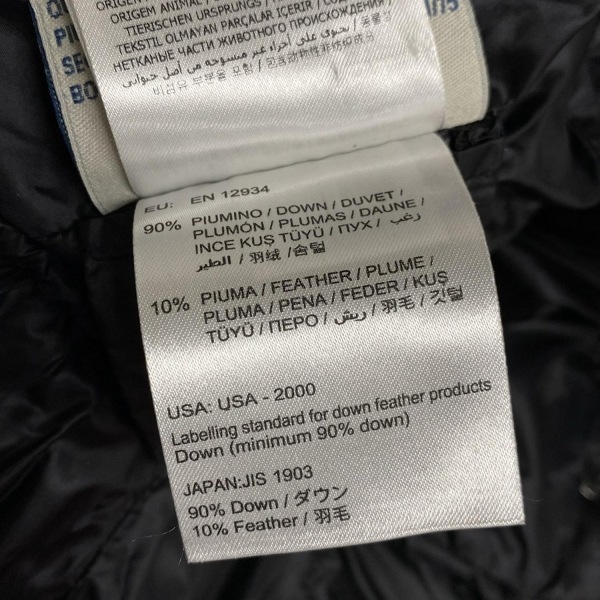 ORIGEM ANIMAL /
TIERISCHEN URSPRUNGS /
TEKSTIL OLMAYAN PARÇALAR IÇERIR /
НЕТКАНЫЕ ЧАСТИ ЖИВОТНОГО ПРОИСХОЖДЕНИЯ /
EU: EN 12934
90% PIUMINO / DOWN / DUVET /
PLUMÓN / PLUMAS / DAUNE /
INCE KUŞ TÜYÜ / ПУХ / زغب
الطير / 羽绒 / 솜털
10% PIUMA / FEATHER / PLUME /
PLUMA / PENA / FEDER / KUŞ
TÜYÜ / ПЕРО / ريش / 羽毛 / 깃털
USA: USA - 2000
Labelling standard for down feather products
Down (minimum 90% down)
JAPAN:JIS 1903
90% Down / ダウン
10% Feather / 羽毛